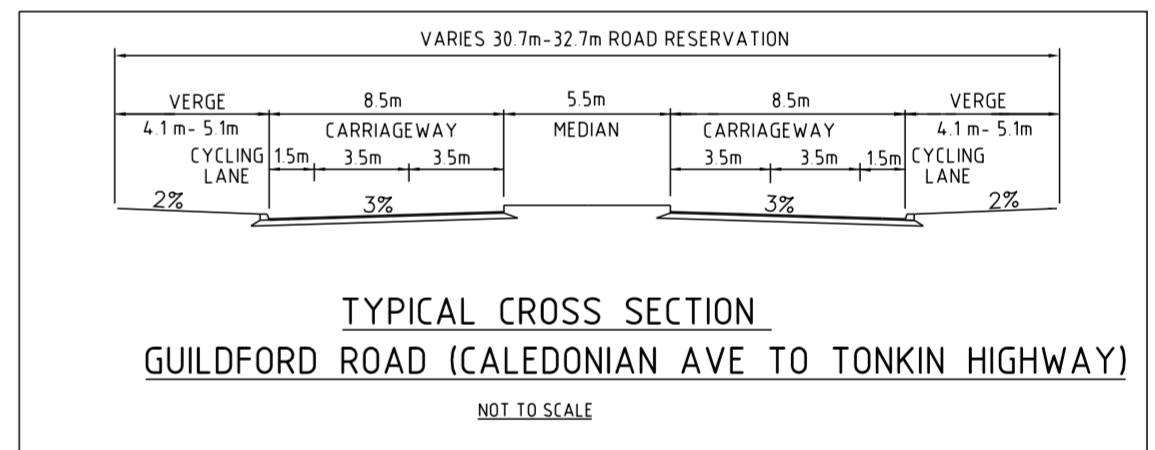 VARIES 30.7m-32.7m ROAD RESERVATION
VERGE 8.5m 5.5m 8.5m VERGE
4.1 m- 5.1m CARRIAGEWAY MEDIAN CARRIAGEWAY 4.1 m- 5.1m
CYCLING 1.5m 3.5m 3.5m 3.5m 3.5m 1.5m CYCLING
LANE LANE
2% 3% 3% 2%
TYPICAL CROSS SECTION
GUILDFORD ROAD (CALEDONIAN AVE TO TONKIN HIGHWAY)
NOT TO SCALE